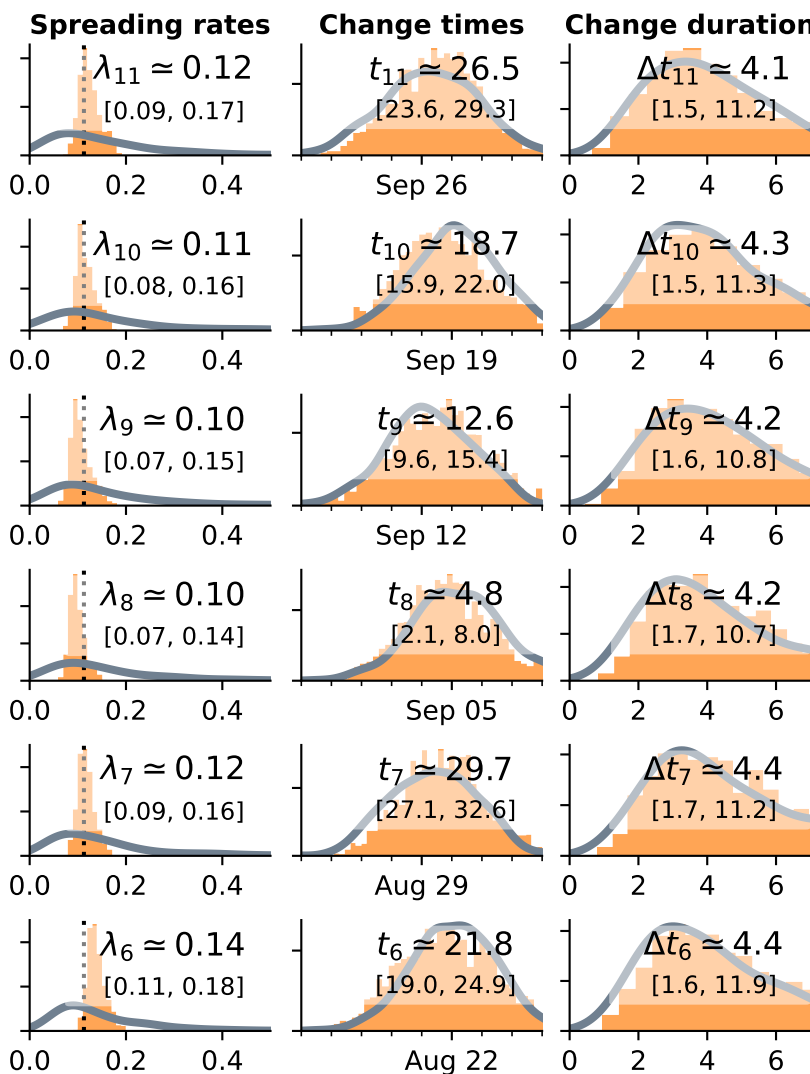 Spreading rates Change times Change duration
λ11 ≃ 0.12 t11 ≃ 26.5 Δt11 ≃ 4.1
[0.09, 0.17] [23.6, 29.3] [1.5, 11.2]
0.0 0.2 0.4 Sep 26 0 2 4 6
λ10 ≃ 0.11 t10 ≃ 18.7 Δt10 ≃ 4.3
[0.08, 0.16] [15.9, 22.0] [1.5, 11.3]
0.0 0.2 0.4 Sep 19 0 2 4 6
λ9 ≃ 0.10 t9 ≃ 12.6 Δt9 ≃ 4.2
[0.07, 0.15] [9.6, 15.4] [1.6, 10.8]
0.0 0.2 0.4 Sep 12 0 2 4 6
λ8 ≃ 0.10 t8 ≃ 4.8 Δt8 ≃ 4.2
[0.07, 0.14] [2.1, 8.0] [1.7, 10.7]
0.0 0.2 0.4 Sep 05 0 2 4 6
λ7 ≃ 0.12 t7 ≃ 29.7 Δt7 ≃ 4.4
[0.09, 0.16] [27.1, 32.6] [1.7, 11.2]
0.0 0.2 0.4 Aug 29 0 2 4 6
λ6 ≃ 0.14 t6 ≃ 21.8 Δt6 ≃ 4.4
[0.11, 0.18] [19.0, 24.9] [1.6, 11.9]
0.0 0.2 0.4 Aug 22 0 2 4 6